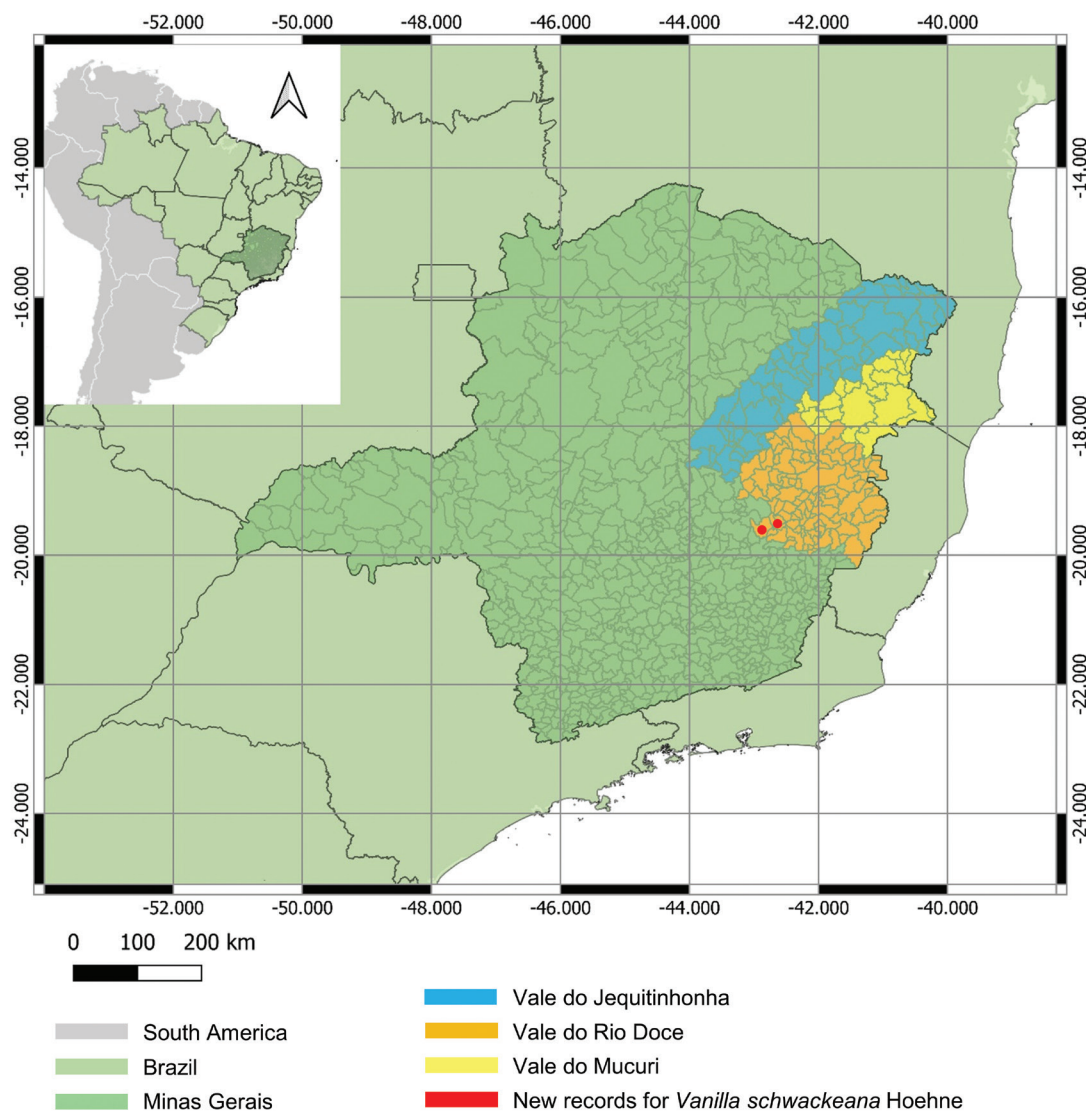 -52.000 -50.000 -48.000 -46.000 -44.000 -42.000 -40.000
-14.000 -14.000
-16.000 -16.000
-18.000 -18.000
-20.000 -20.000
-22.000 -22.000
-24.000 -24.000
-52.000 -50.000 -48.000 -46.000 -44.000 -42.000 -40.000
0 100 200 km
South America
Brazil
Minas Gerais
Vale do Jequitinhonha
Vale do Rio Doce
Vale do Mucuri
New records for Vanilla schwackeana Hoehne